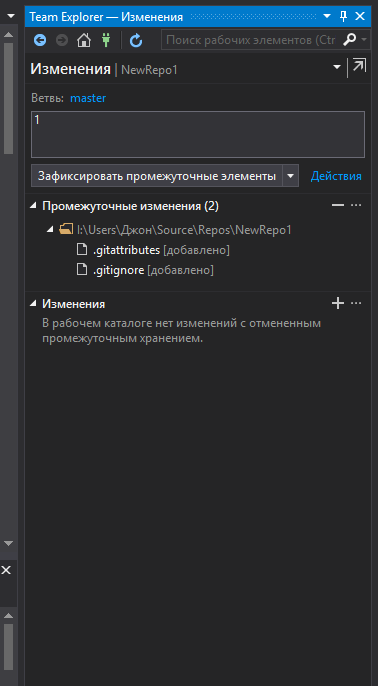 Team Explorer — Изменения
Поиск рабочих элементов (Ctr
Изменения | NewRepo1
Ветвь: master
1
Зафиксировать промежуточные элементы Действия
Промежуточные изменения (2)
I:\Users\Джон\Source\Repos\NewRepo1
.gitattributes [добавлено]
.gitignore [добавлено]
Изменения
В рабочем каталоге нет изменений с отмененным
промежуточным хранением.